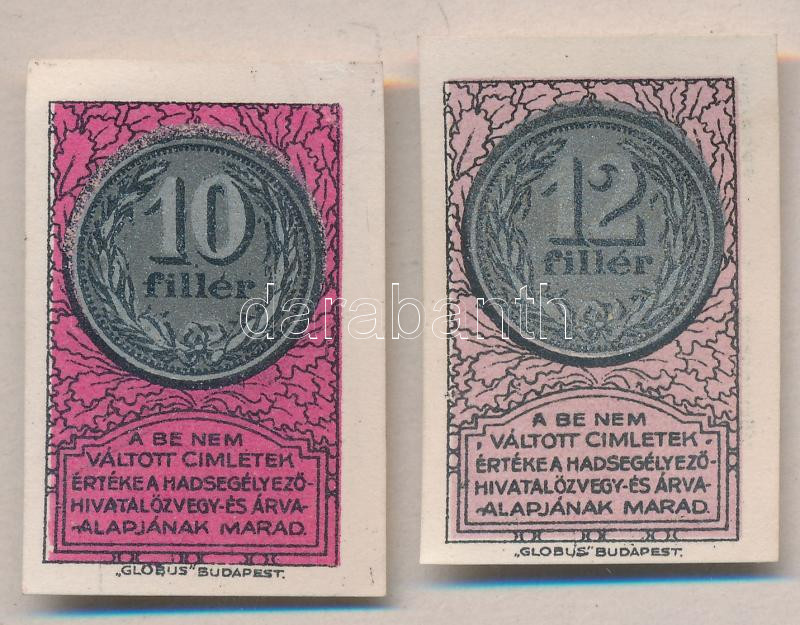 10
fillér
A BE NEM
VÁLTOTT CIMLETEK
ÉRTÉKE A HADSEGÉLYEZŐ-
HIVATAL ÖZVEGY-ÉS ÁRVA-
-ALAPJÁNAK MARAD.
„GLOBUS” BUDAPEST.
12
fillér
A BE NEM
VÁLTOTT CIMLETEK
ÉRTÉKE A HADSEGÉLYEZŐ-
HIVATAL ÖZVEGY-ÉS ÁRVA-
-ALAPJÁNAK MARAD.
„GLOBUS” BUDAPEST.
darabanth.com